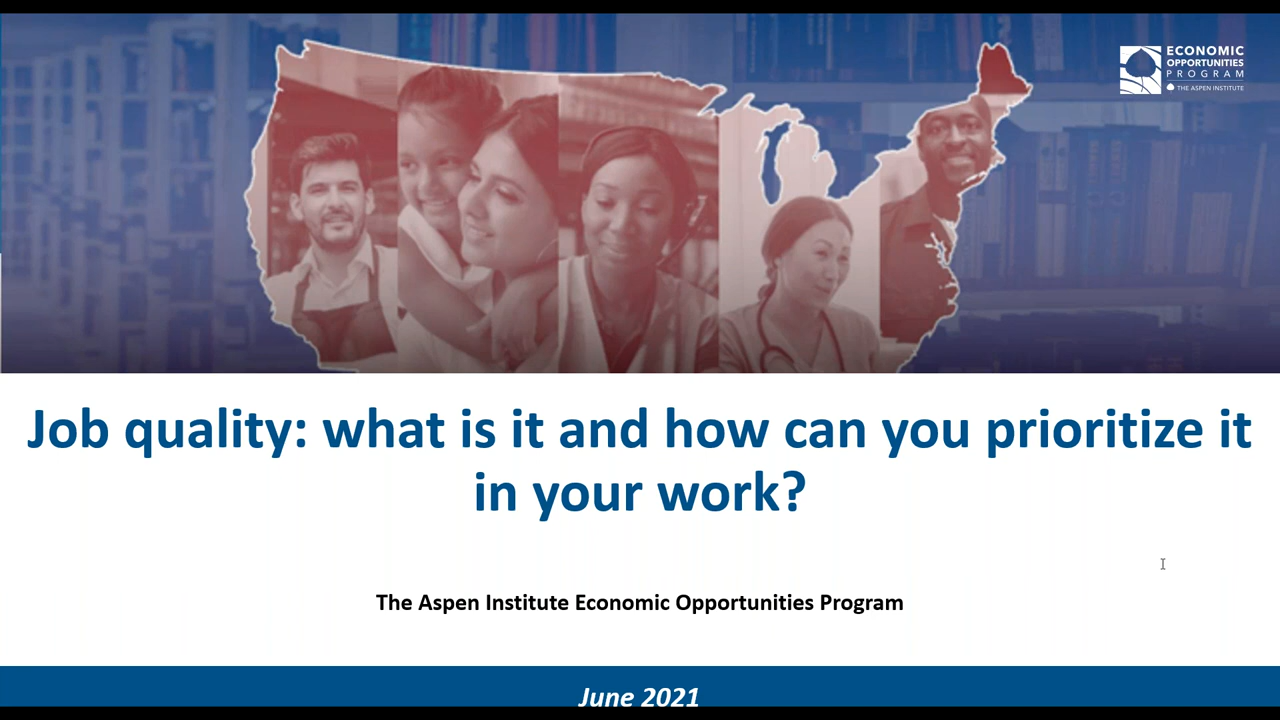 ECONOMIC
OPPORTUNITIES
PROGRAM
THE ASPEN INSTITUTE
Job quality: what is it and how can you prioritize it
in your work?
The Aspen Institute Economic Opportunities Program
June 2021